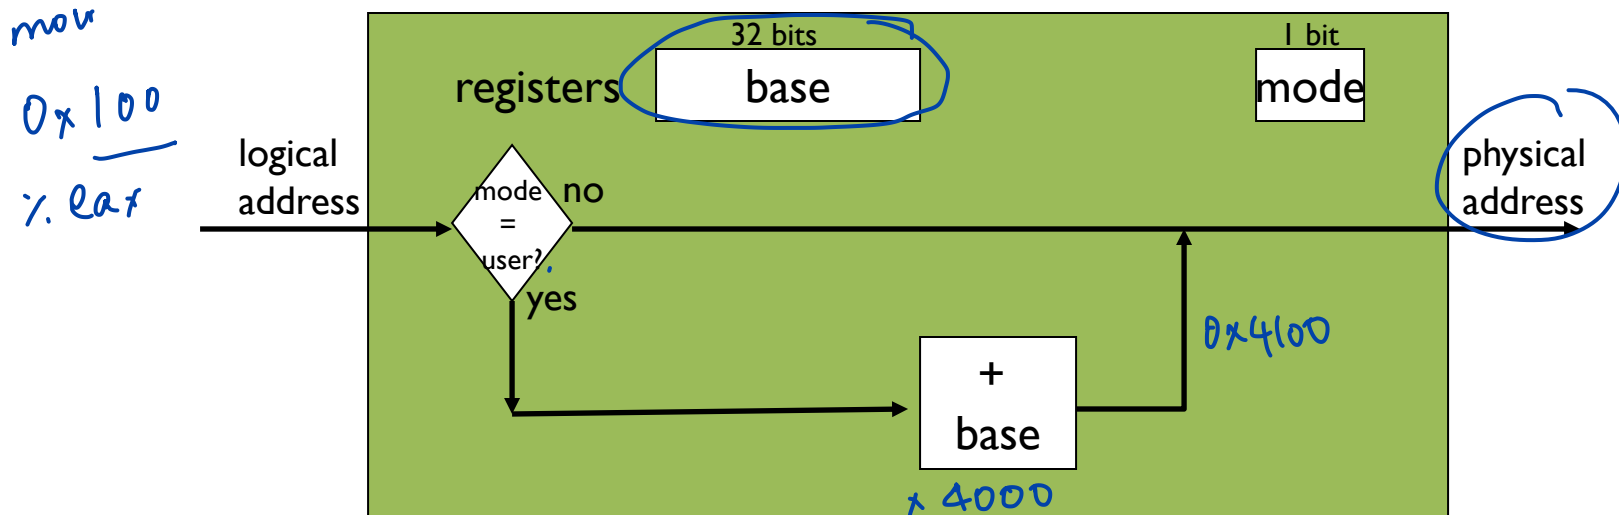 mov
0x100
%eax
logical
address
registers
32 bits
base
1 bit
mode
mode
=
user?
no
yes
+
base
x 4000
0x4100
physical
address